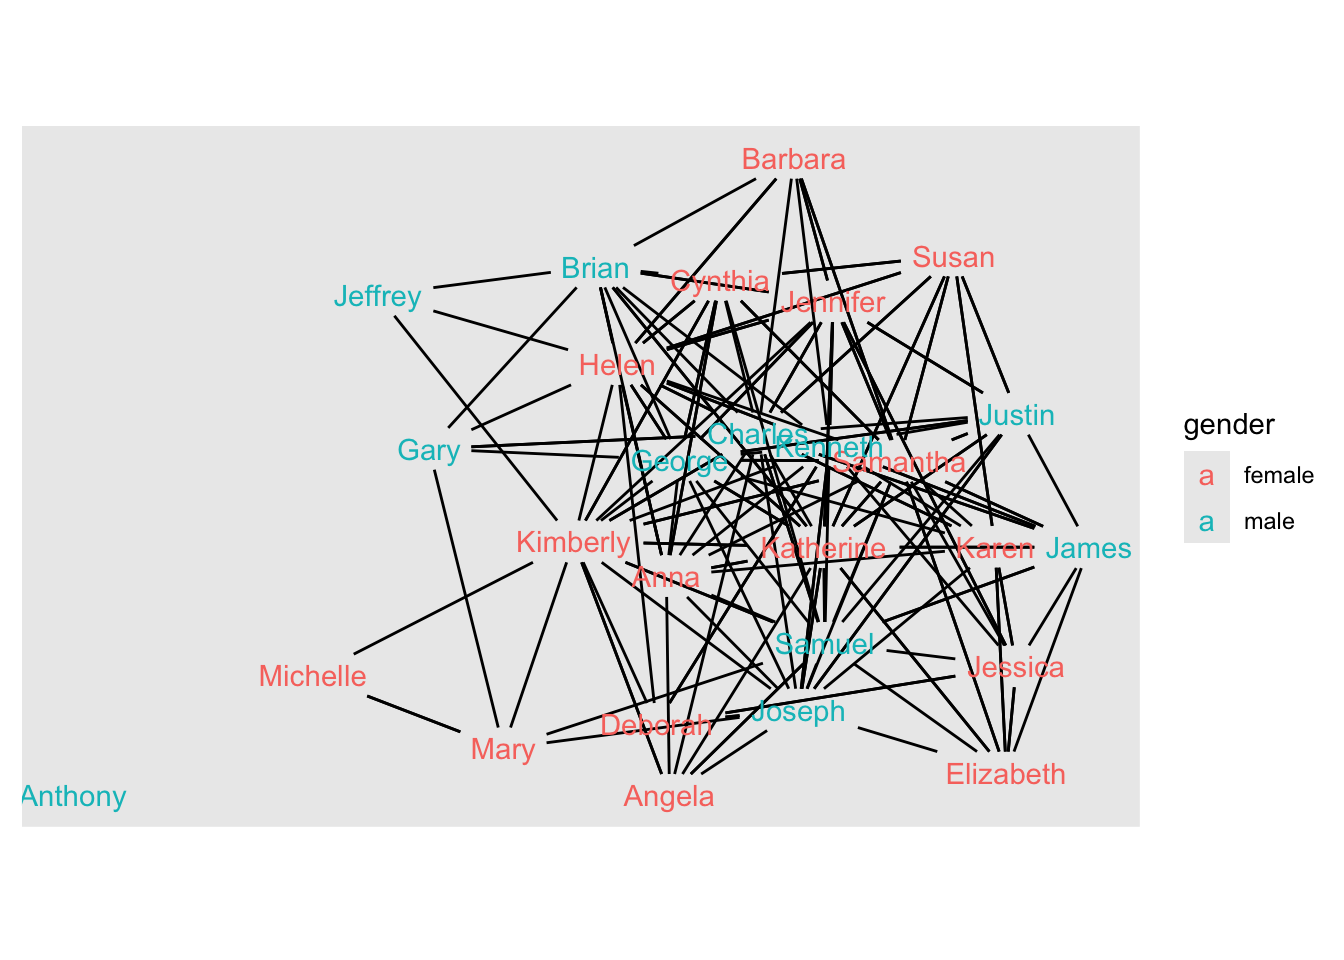 Barbara
Susan
Brian
Cynthia
Jeffrey
Jennifer
Helen
Justin
Charles
Gary
Kenneth
George
Samantha
Kimberly
Katherine
Karen
James
Anna
Samuel
Jessica
Michelle
Joseph
Deborah
Mary
Elizabeth
Angela
Anthony
gender
a female
a male